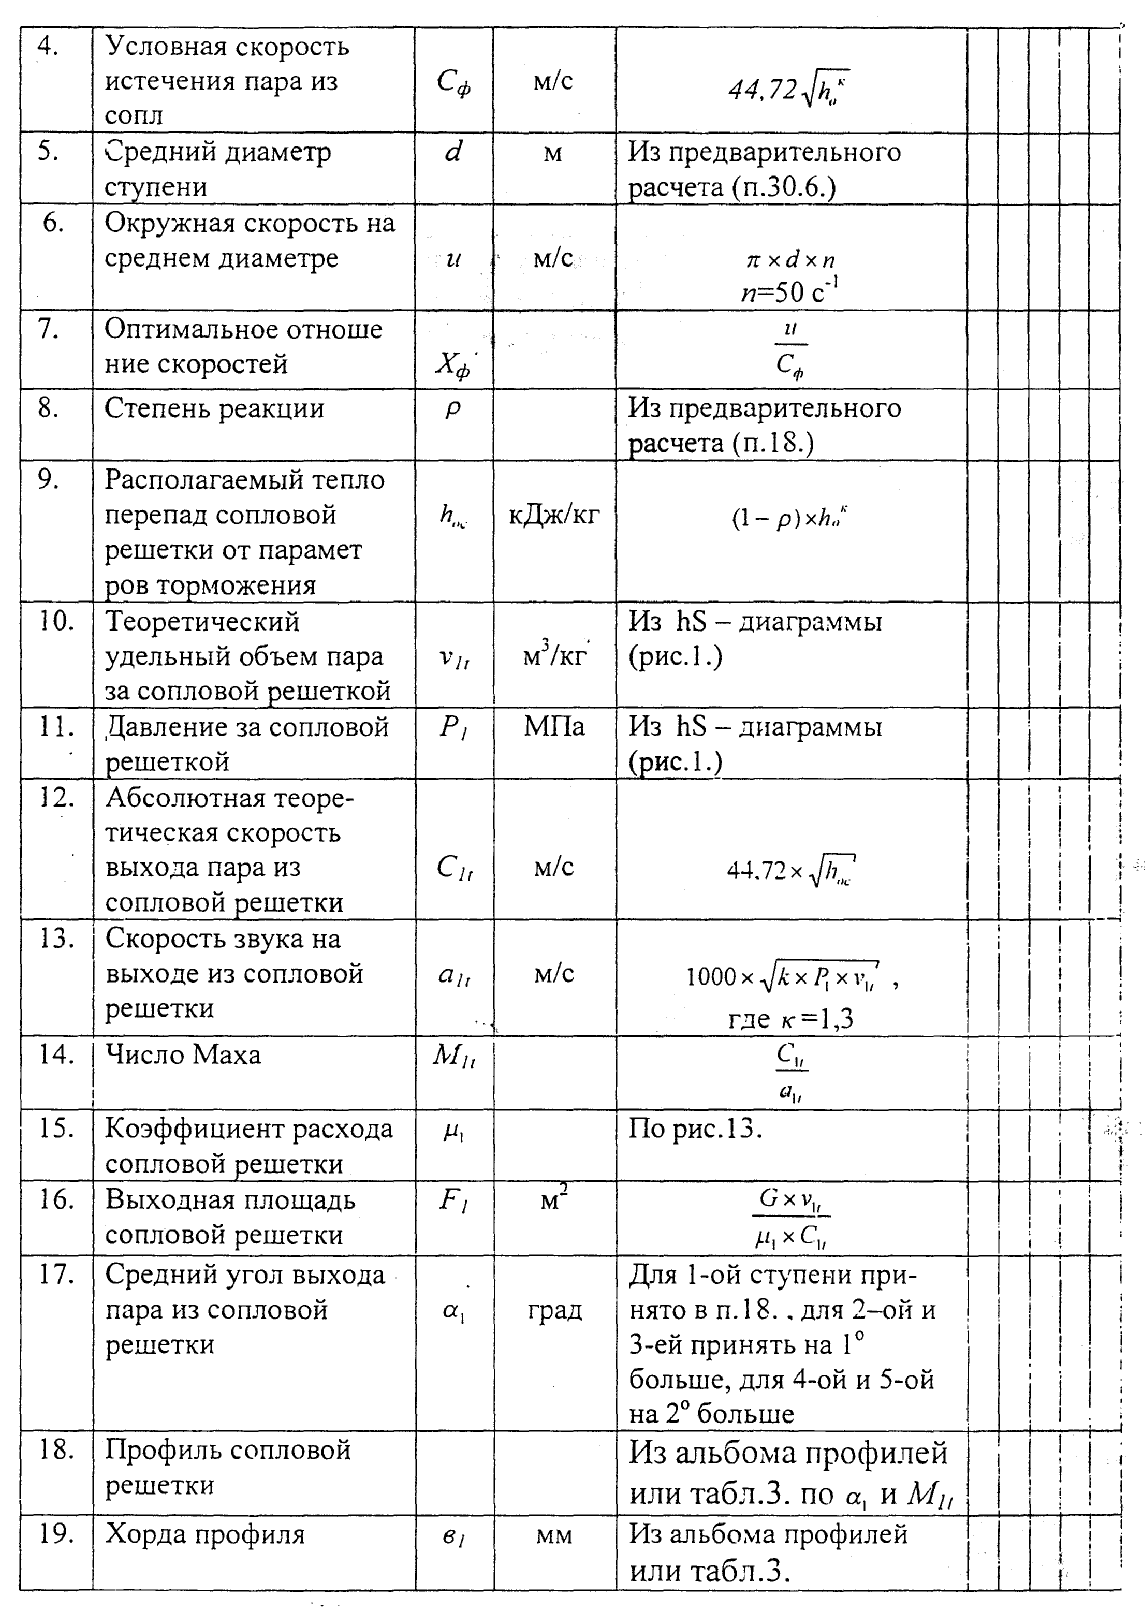 4.
Условная скорость
истечения пара из
сопл
Cф
м/с
44,72√hₒᵏ
5.
Средний диаметр
ступени
d
м
Из предварительного
расчета (п.30.6.)
6.
Окружная скорость на
среднем диаметре
u
м/с
π × d × n
n=50 с⁻¹
7.
Оптимальное отноше
ние скоростей
Xф
u
Cф
8.
Степень реакции
ρ
Из предварительного
расчета (п.18.)
9.
Располагаемый тепло
перепад сопловой
решетки от парамет
ров торможения
hₒc
кДж/кг
(1 – ρ)×hₒᵏ
10.
Теоретический
удельный объем пара
за сопловой решеткой
v1t
м³/кг
Из hS – диаграммы
(рис.1.)
11.
Давление за сопловой
решеткой
P1
МПа
Из hS – диаграммы
(рис.1.)
12.
Абсолютная теоре-
тическая скорость
выхода пара из
сопловой решетки
C1t
м/с
44.72×√hₒc
13.
Скорость звука на
выходе из сопловой
решетки
a1t
м/с
1000×√k×P1×v1t ,
где к=1,3
14.
Число Маха
M1t
C1t
a1t
15.
Коэффициент расхода
сопловой решетки
μ1
По рис.13.
16.
Выходная площадь
сопловой решетки
F1
м²
G×v1t
μ1×C1t
17.
Средний угол выхода
пара из сопловой
решетки
α1
град
Для 1-ой ступени при-
нято в п.18. , для 2–ой и
3-ей принять на 1°
больше, для 4-ой и 5-ой
на 2° больше
18.
Профиль сопловой
решетки
Из альбома профилей
или табл.3. по α1 и M1t
19.
Хорда профиля
в1
мм
Из альбома профилей
или табл.3.